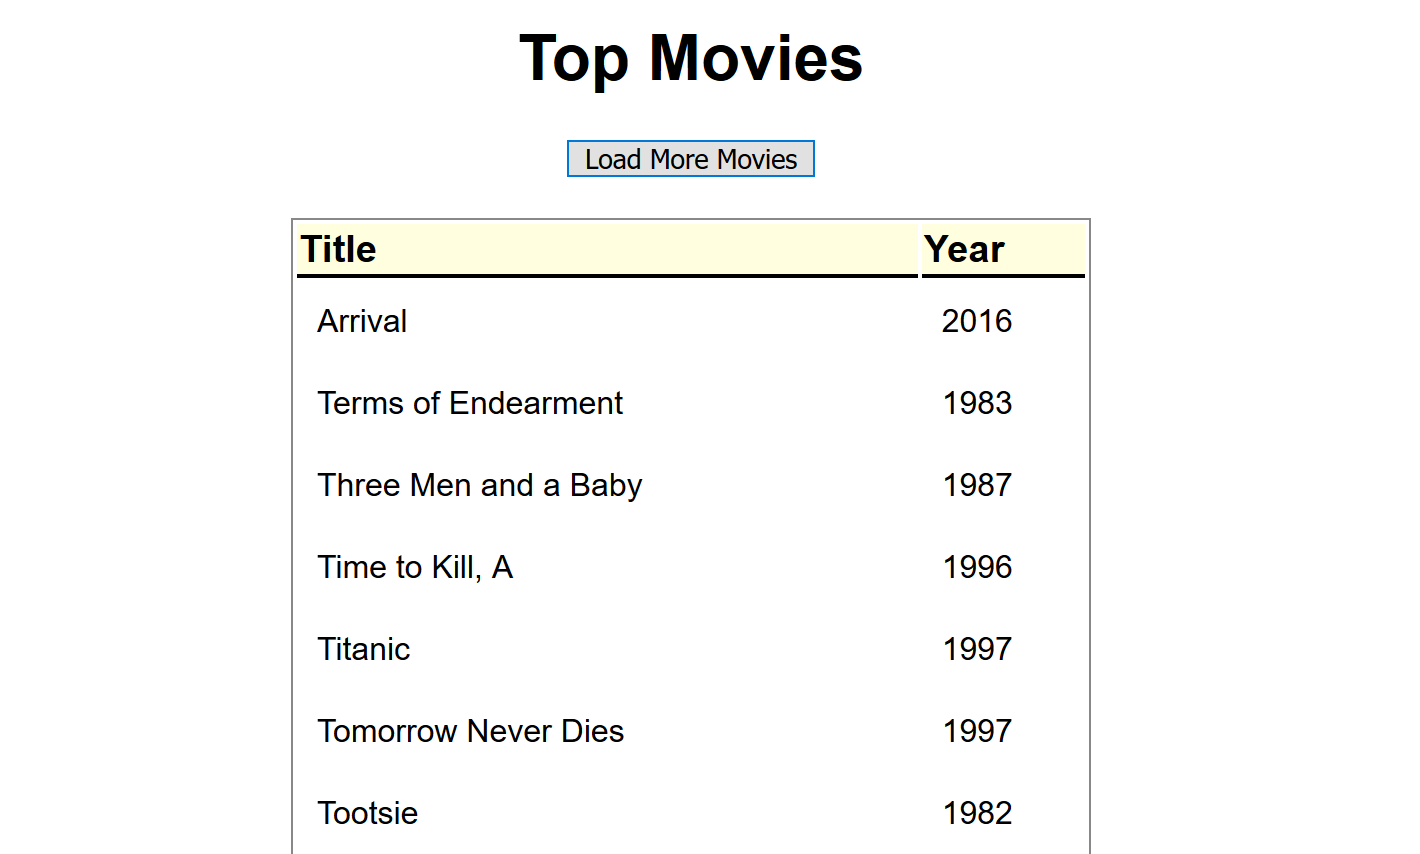 Top Movies
Load More Movies
Title Year
Arrival 2016
Terms of Endearment 1983
Three Men and a Baby 1987
Time to Kill, A 1996
Titanic 1997
Tomorrow Never Dies 1997
Tootsie 1982